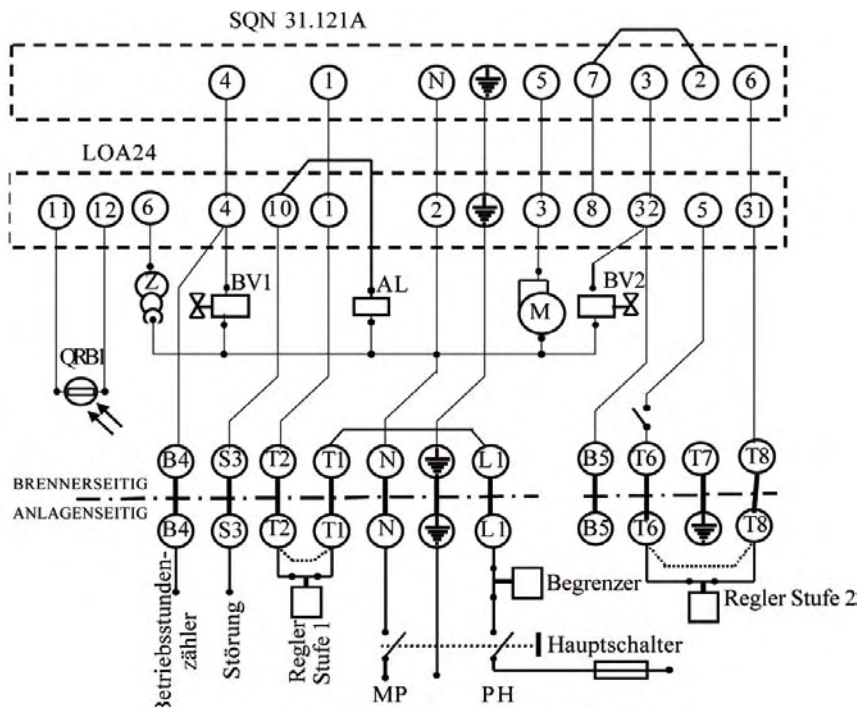 SQN 31.121A
4 1 N 5 7 3 2 6
LOA24
11 12 6 4 10 1 2 3 8 32 5 31
Z BV1 AL M BV2
QRB1
B4 S3 T2 T1 N L1 B5 T6 T7 T8
BRENNERSEITIG
ANLAGENSEITIG
B4 S3 T2 T1 N L1 B5 T6 T8
Betriebsstunden-
zähler
Störung
Regler
Stufe 1
Begrenzer
Regler Stufe 2
Hauptschalter
MP PH